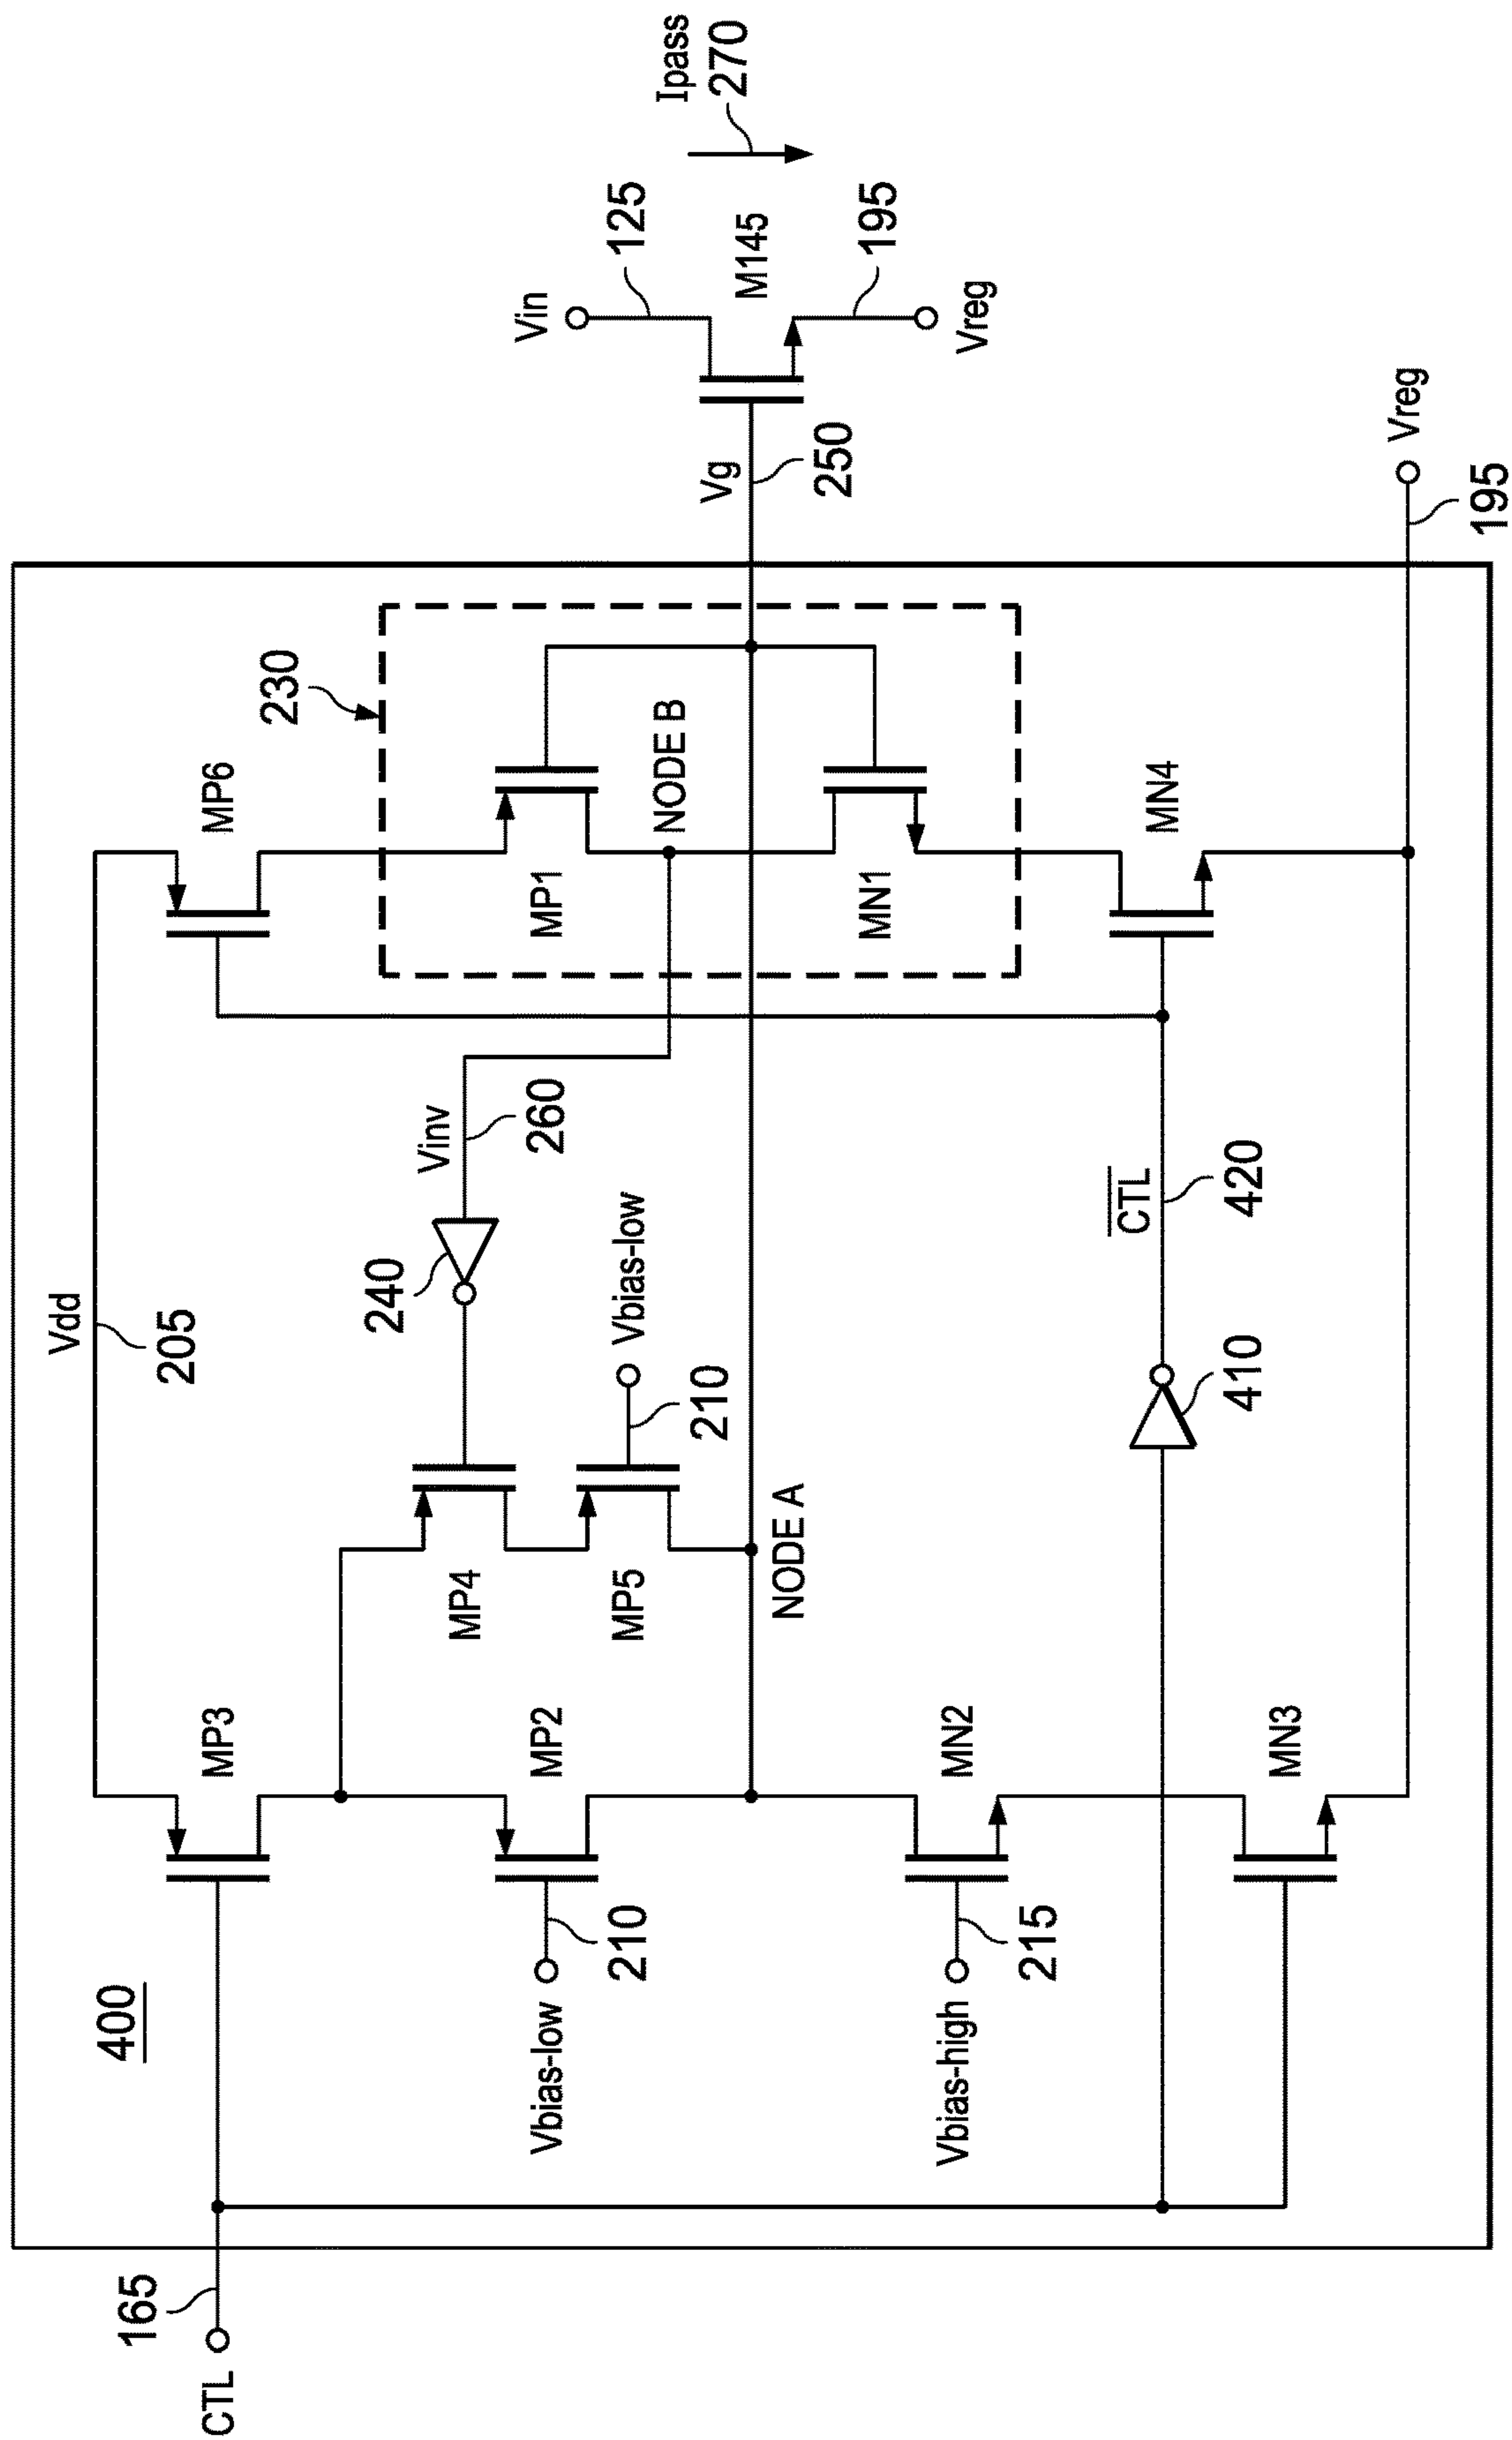 400
CTL
165
Vdd
205
MP3
MP6
230
Vbias-low
210
MP2
MP4
MP5
240
Vinv
260
Vbias-low
210
MP1
NODE B
MN1
NODE A
Vg
250
Vin
125
M145
195
Vreg
Ipass
270
Vbias-high
215
MN2
MN3
410
CTL
420
MN4
Vreg
195